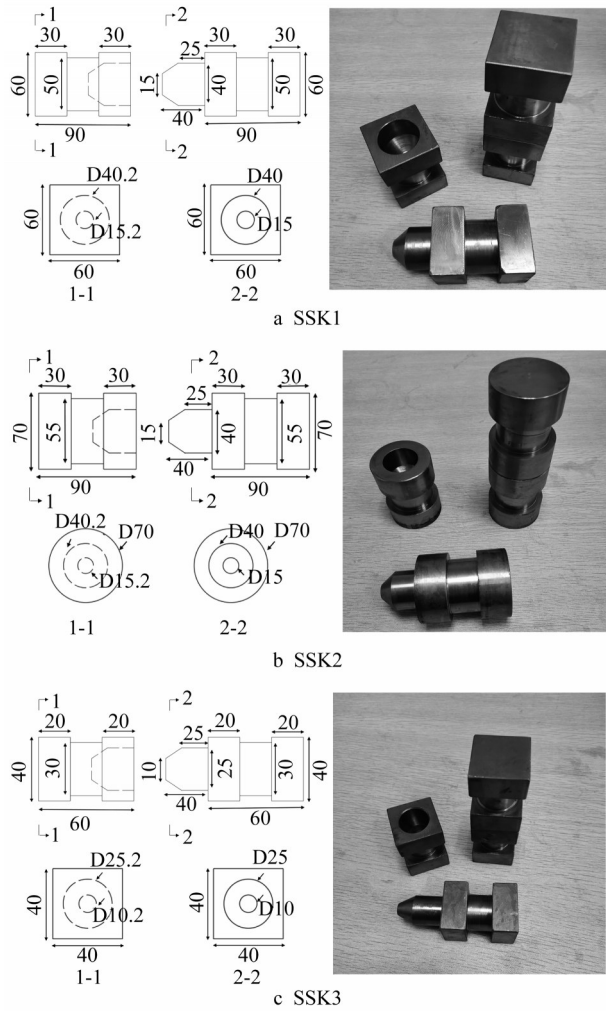 1 2
30 30 25 30 30
60 50 15 40 50 60
90 40 90
1 2
D40.2 D40
60 D15.2 60 D15
60 60
1-1 2-2
a SSK1
1 2
30 30 25 30 30
70 55 15 40 55 70
90 40 90
1 2
D40.2 D70 D40 D70
D15.2 D15
1-1 2-2
b SSK2
1 2
20 20 25 20 20
40 30 10 25 30 40
60 40 60
1 2
D25.2 D25
40 D10.2 40 D10
40 40
1-1 2-2
c SSK3